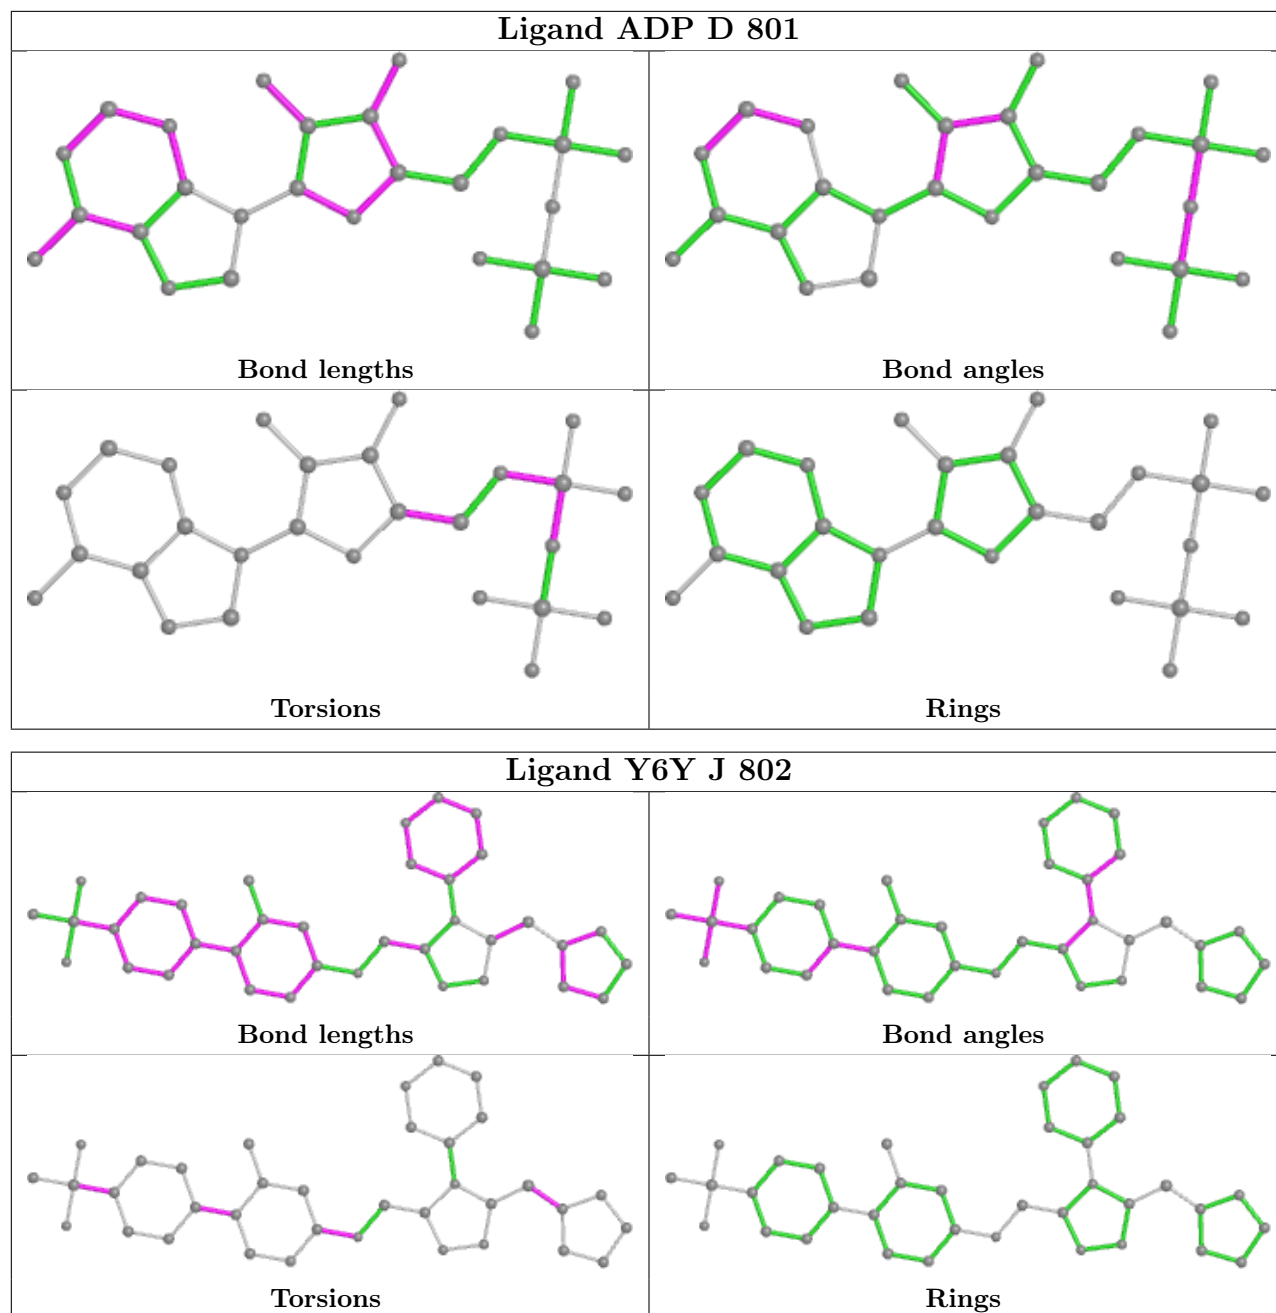 Ligand ADP D 801
Bond lengths
Bond angles
Torsions
Rings
Ligand Y6Y J 802
Bond lengths
Bond angles
Torsions
Rings